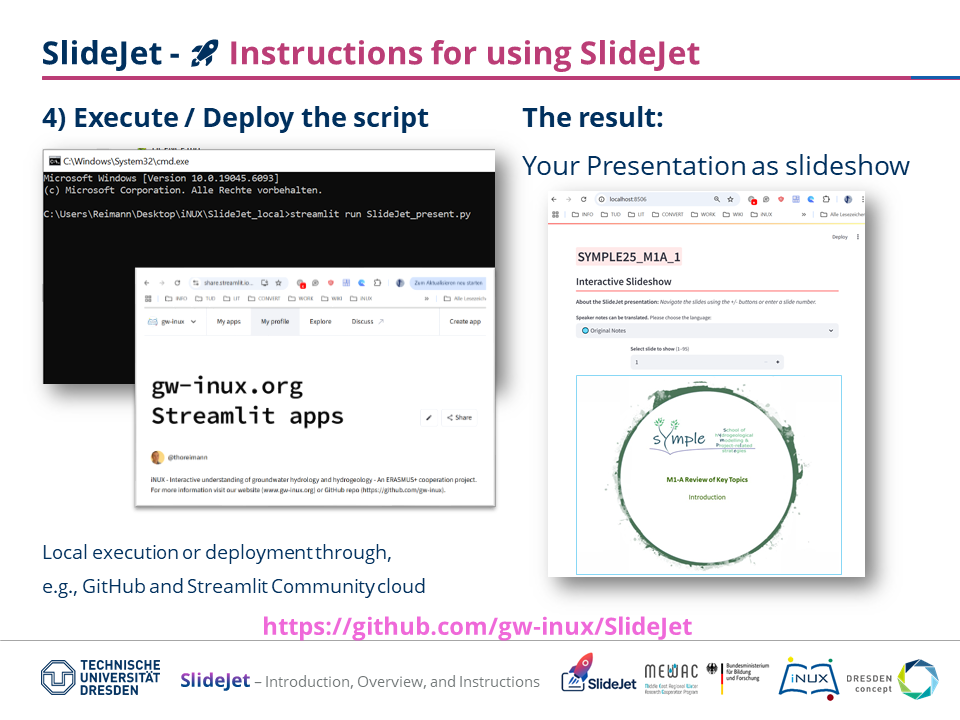 SlideJet - Instructions for using SlideJet
4) Execute / Deploy the script
C:\Windows\System32\cmd.exe
Microsoft Windows [Version 10.0.19045.6093]
(c) Microsoft Corporation. Alle Rechte vorbehalten.
C:\Users\Reimann\Desktop\iNUX\SlideJet_local>streamlit run SlideJet_present.py
share.streamlit.io...
Zum Aktualisieren neu starten
INFO TUD LIT CONVERT WORK WIKI iNUX » Alle Lesezeich
gw-inux My apps My profile Explore Discuss Create app
gw-inux.org
Streamlit apps
Share
@thoreimann
iNUX - Interactive understanding of groundwater hydrology and hydrogeology - An ERASMUS+ cooperation project.
For more information visit our website (www.gw-inux.org) or GitHub repo (https://github.com/gw-inux).
Local execution or deployment through,
e.g., GitHub and Streamlit Community cloud
The result:
Your Presentation as slideshow
localhost:8506
INFO TUD LIT CONVERT WORK WIKI iNUX » Alle Lesezeichen
Deploy
SYMPLE25_M1A_1
Interactive Slideshow
About the SlideJet presentation: Navigate the slides using the +/- buttons or enter a slide number.
Speaker notes can be translated. Please choose the language:
Original Notes
Select slide to show (1–95)
1 - +
sYmple
School of
hYdrogeological
Modeling &
Project-related
strategies
M1-A Review of Key Topics
Introduction
https://github.com/gw-inux/SlideJet
TECHNISCHE
UNIVERSITÄT
DRESDEN
SlideJet – Introduction, Overview, and Instructions
SlideJet
MEWAC
Middle East Regional Water
Research Cooperation Program
Bundesministerium
für Bildung
und Forschung
iNUX
DRESDEN
concept